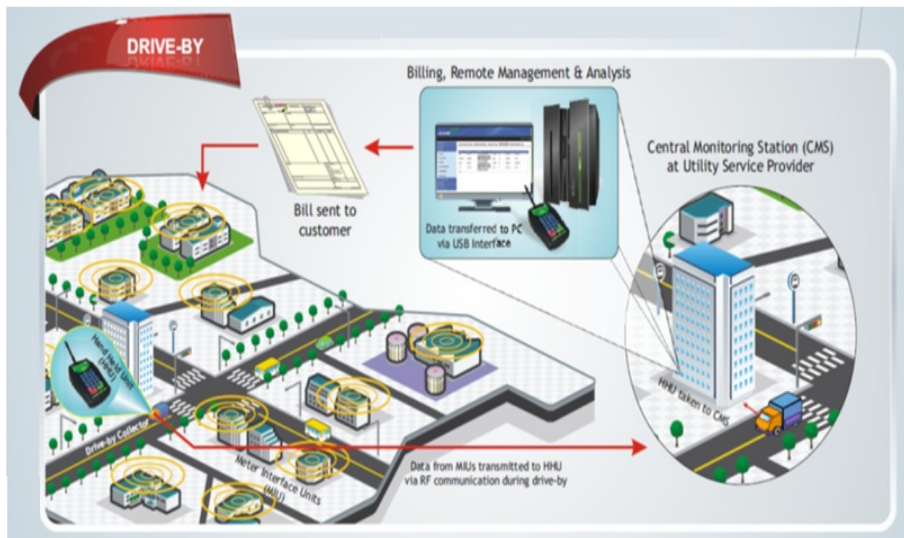 DRIVE-BY
Billing, Remote Management & Analysis
Bill sent to
customer
Data transferred to PC
via USB Interface
Central Monitoring Station (CMS)
at Utility Service Provider
Hand Held Unit
(HHU)
Drive-by Collector
Meter Interface Units
(MIU)
Data from MIUs transmitted to HHU
via RF communication during drive-by
HHU taken to CMS